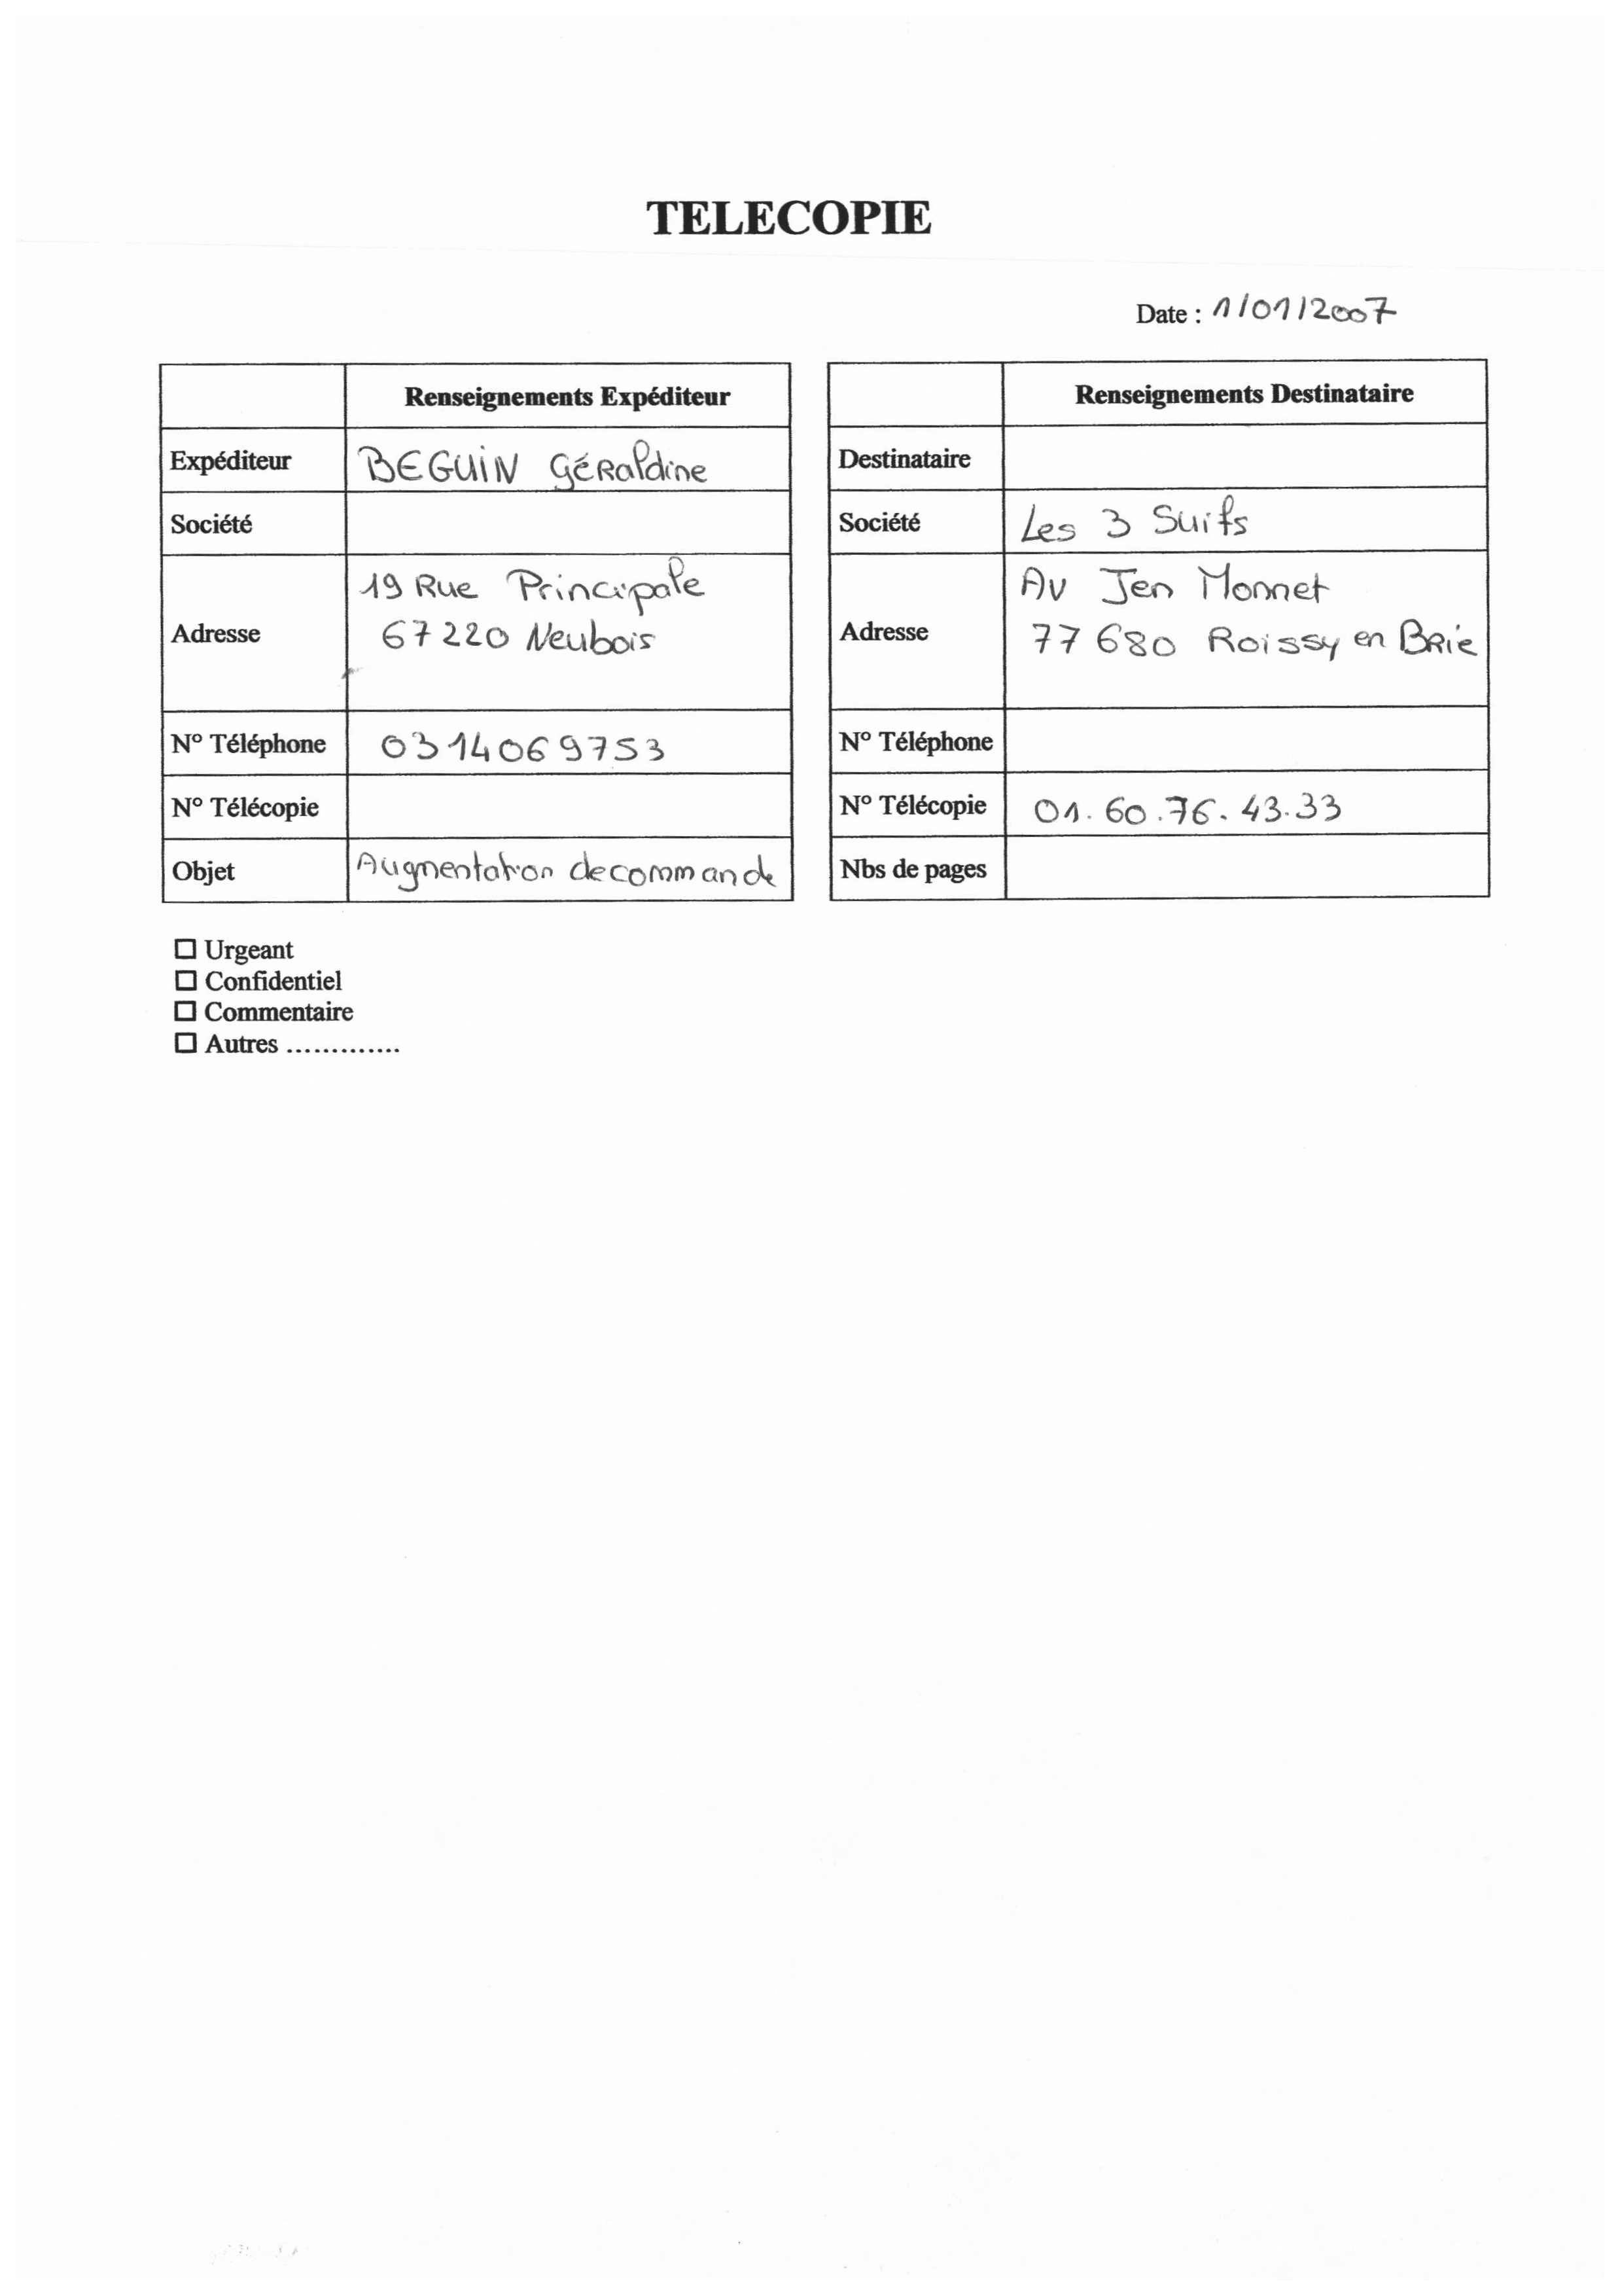 TELECOPIE
Date : 1/01/2007
Renseignements Expéditeur
Expéditeur BEGUIN Géraldine
Société
Adresse 19 Rue Principale
67220 Neubois
N° Téléphone 0314069753
N° Télécopie
Objet Augmentation de commande
Renseignements Destinataire
Destinataire
Société Les 3 Suifs
Adresse Av Jen Monnet
77680 Roissy en Brie
N° Téléphone
N° Télécopie 01.60.76.43.33
Nbs de pages
☐ Urgeant
☐ Confidentiel
☐ Commentaire
☐ Autres .............